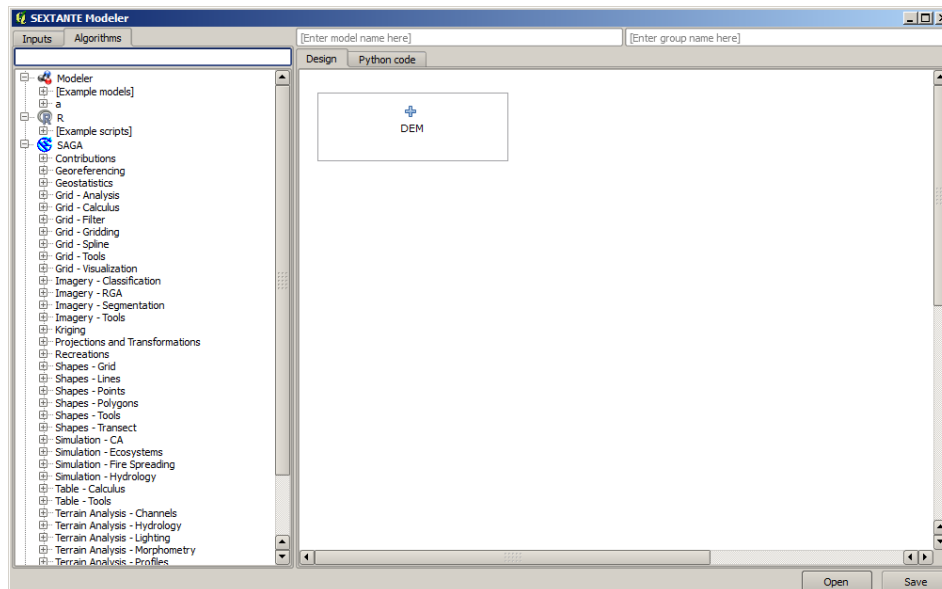 SEXTANTE Modeler
Inputs
Algorithms
[Enter model name here]
[Enter group name here]
Design
Python code
Modeler
[Example models]
a
R
[Example scripts]
SAGA
Contributions
Georeferencing
Geostatistics
Grid - Analysis
Grid - Calculus
Grid - Filter
Grid - Gridding
Grid - Spline
Grid - Tools
Grid - Visualization
Imagery - Classification
Imagery - RGA
Imagery - Segmentation
Imagery - Tools
Kriging
Projections and Transformations
Recreations
Shapes - Grid
Shapes - Lines
Shapes - Points
Shapes - Polygons
Shapes - Tools
Shapes - Transect
Simulation - CA
Simulation - Ecosystems
Simulation - Fire Spreading
Simulation - Hydrology
Table - Calculus
Table - Tools
Terrain Analysis - Channels
Terrain Analysis - Hydrology
Terrain Analysis - Lighting
Terrain Analysis - Morphometry
Terrain Analysis - Profiles
DEM
Open
Save